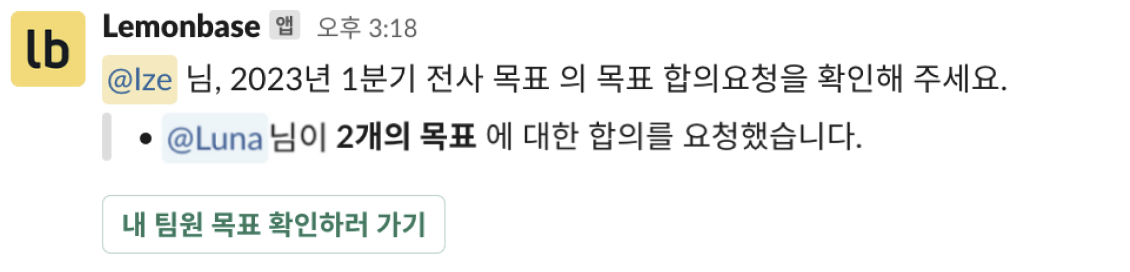 lb
Lemonbase 앱 오후 3:18
@Ize 님, 2023년 1분기 전사 목표 의 목표 합의요청을 확인해 주세요.
• @Luna님이 2개의 목표 에 대한 합의를 요청했습니다.
내 팀원 목표 확인하러 가기